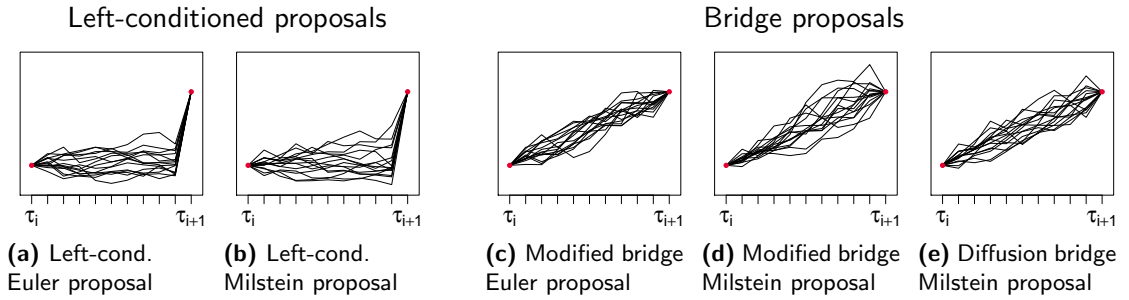 Left-conditioned proposals
Bridge proposals
τi τi+1
τi τi+1
τi τi+1
τi τi+1
τi τi+1
(a) Left-cond.
Euler proposal
(b) Left-cond.
Milstein proposal
(c) Modified bridge
Euler proposal
(d) Modified bridge
Milstein proposal
(e) Diffusion bridge
Milstein proposal